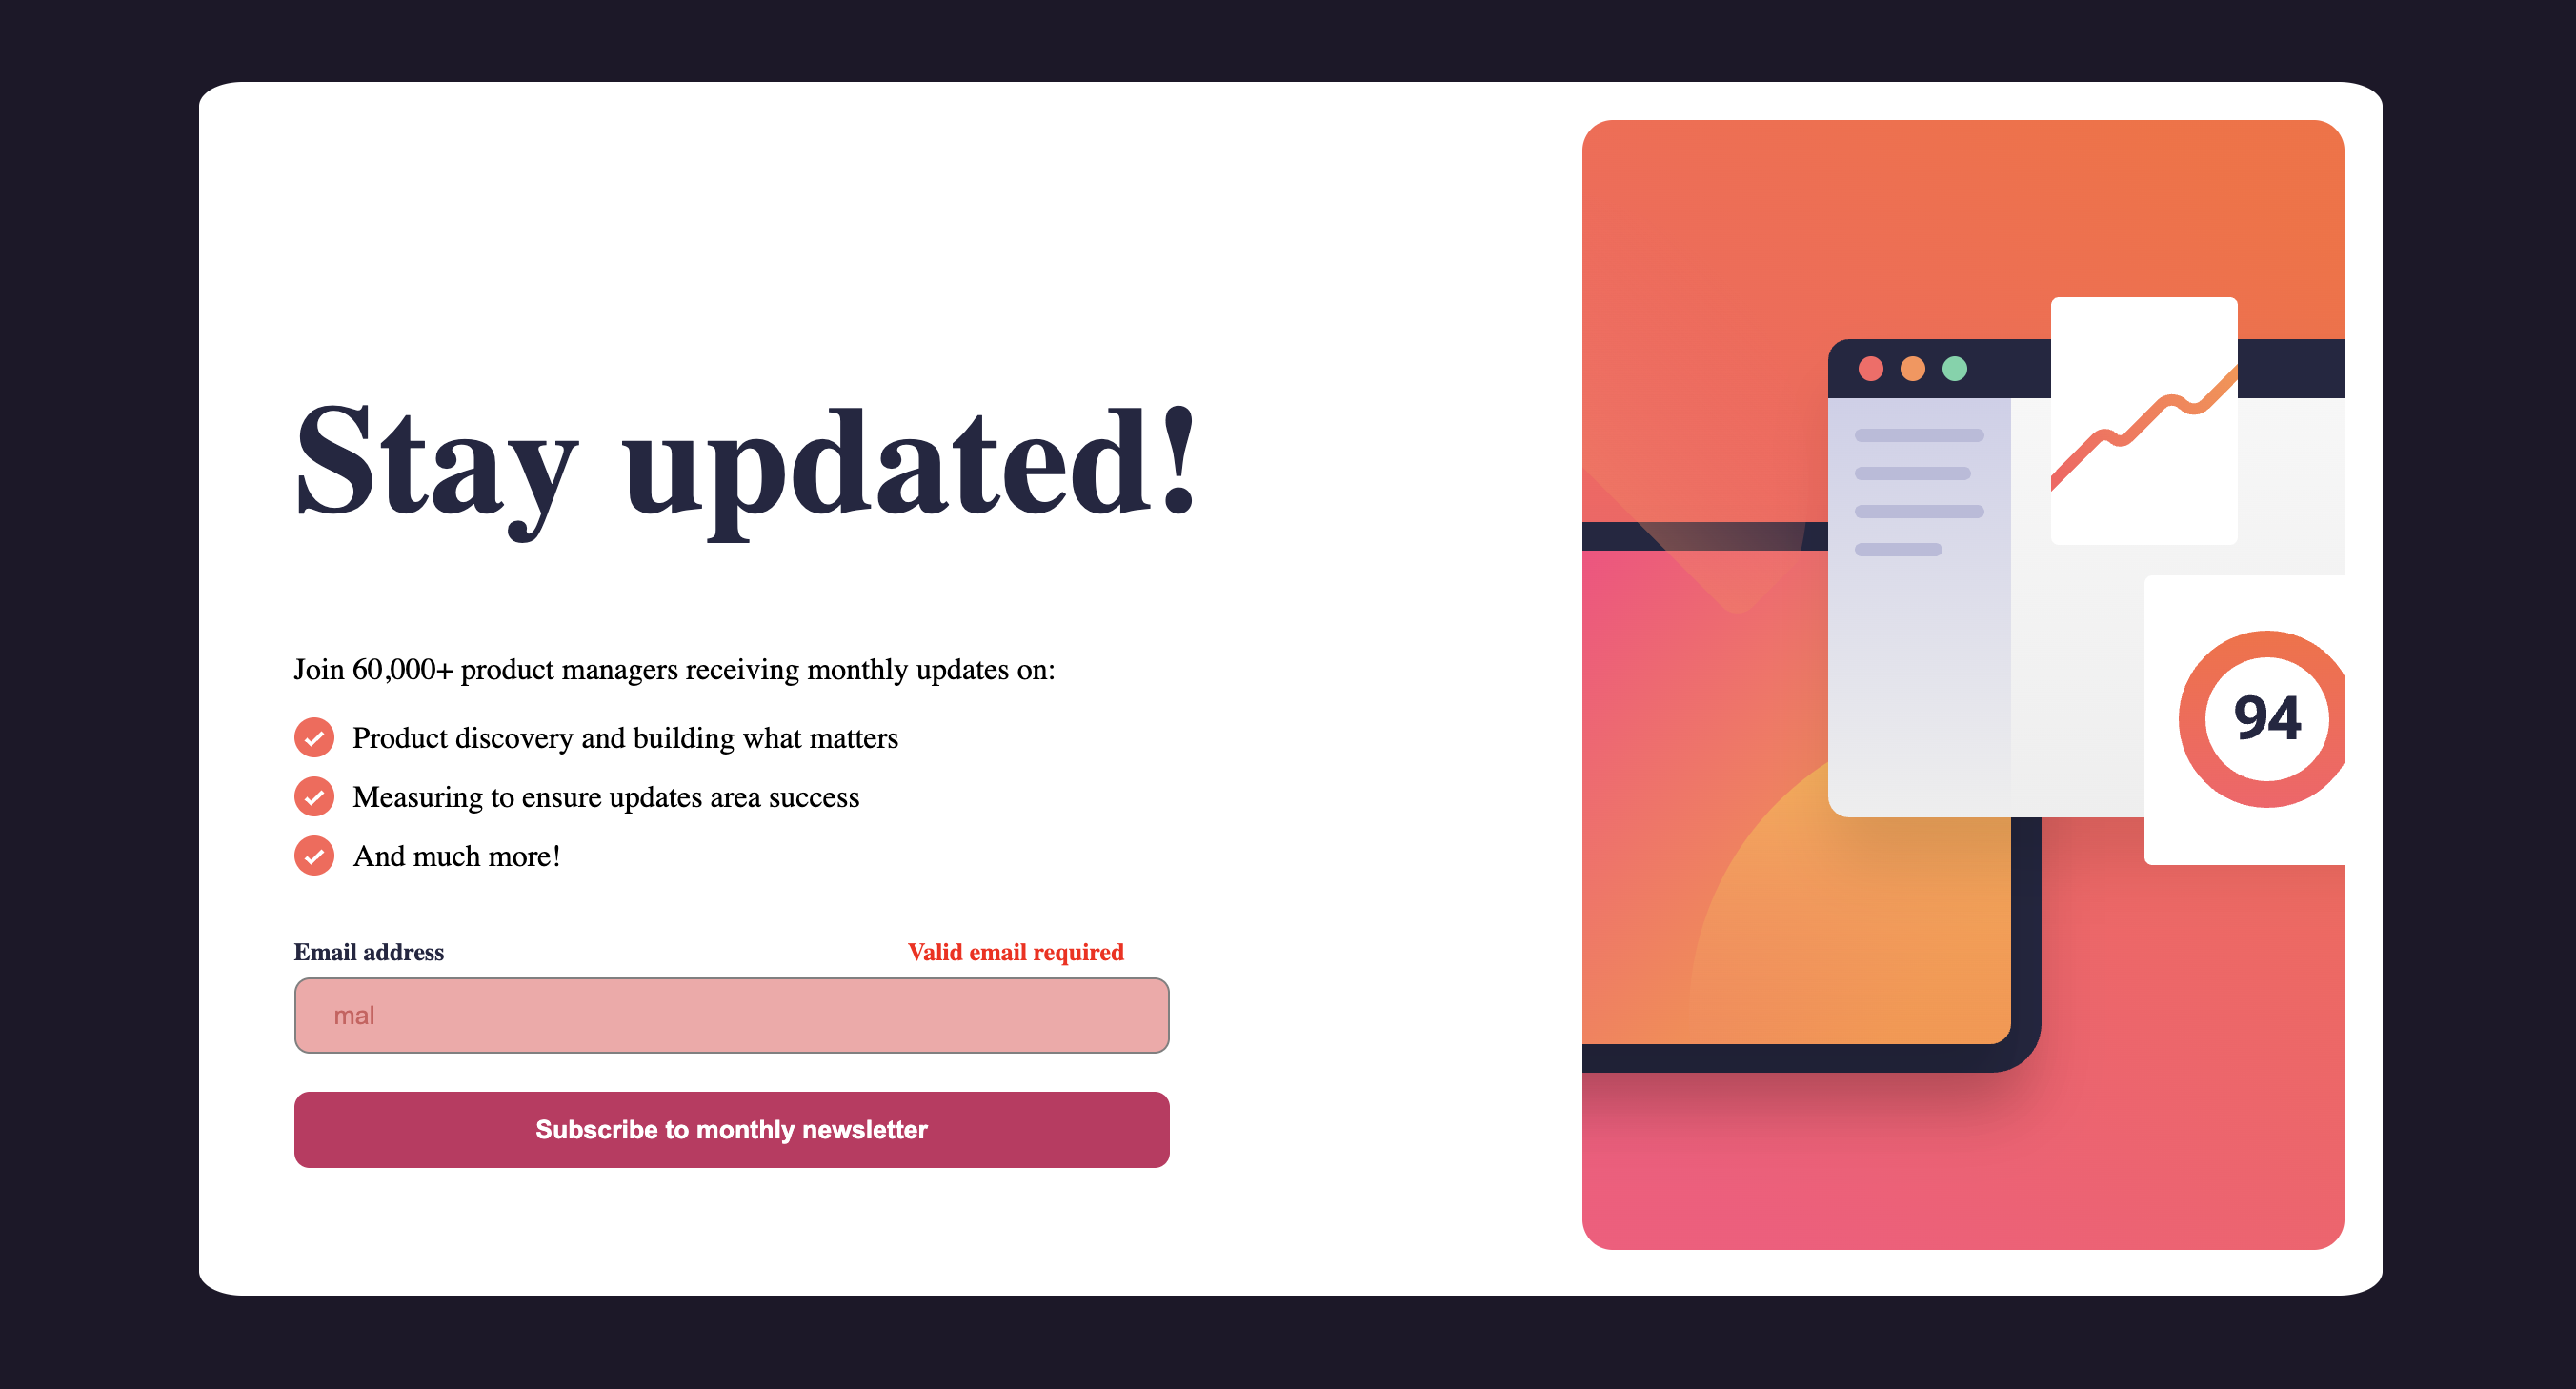 Stay updated!
Join 60,000+ product managers receiving monthly updates on:
Product discovery and building what matters
Measuring to ensure updates area success
And much more!
Email address
Valid email required
mal
Subscribe to monthly newsletter
94